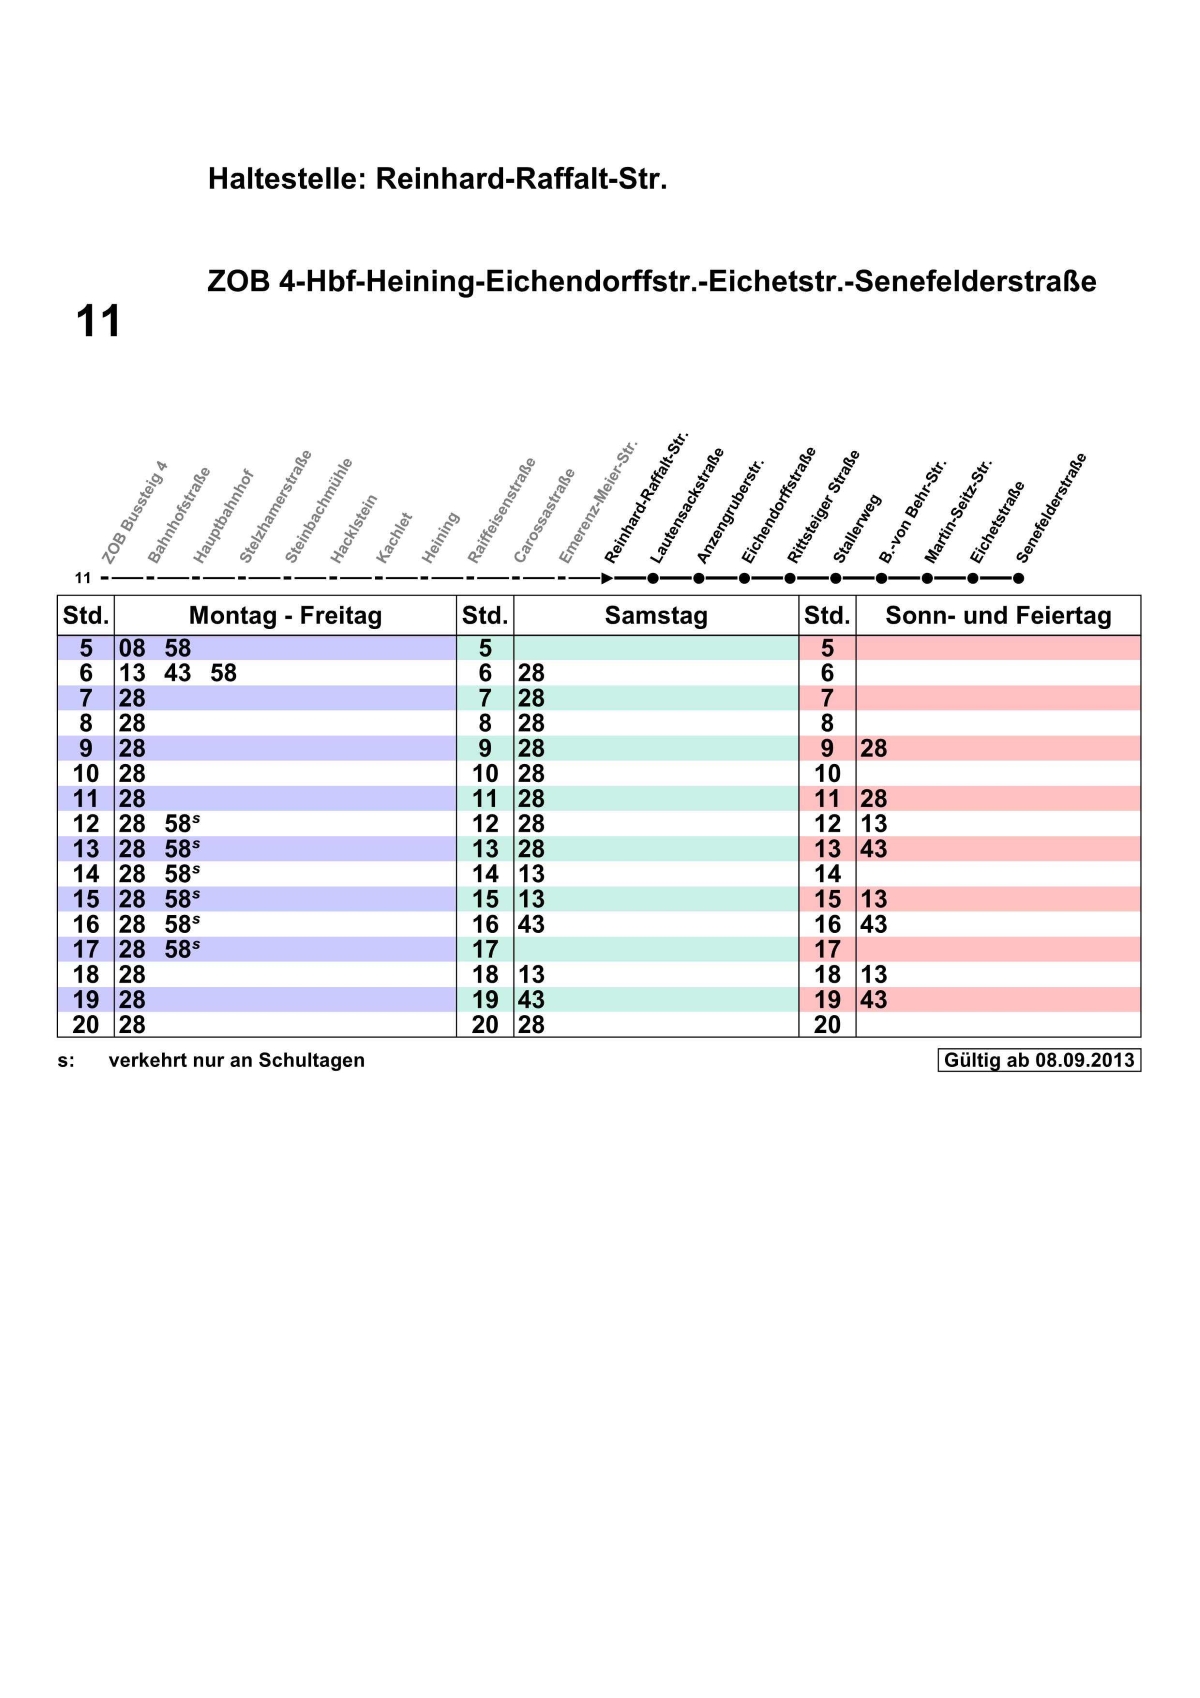 Haltestelle: Reinhard-Raffalt-Str.
ZOB 4-Hbf-Heining-Eichendorffstr.-Eichetstr.-Senefelderstraße
11
ZOB Bussteig 4
Bahnhofstraße
Hauptbahnhof
Stelzhamerstraße
Steinbachmühle
Hacklstein
Kachlet
Heining
Raiffeisenstraße
Carossastraße
Emerenz-Meier-Str.
Reinhard-Raffalt-Str.
Lautensackstraße
Anzengruberstr.
Eichendorffstraße
Rittsteiger Straße
Stallerweg
B.-von Behr-Str.
Martin-Seitz-Str.
Eichetstraße
Senefelderstraße
11
Std. Montag - Freitag Std. Samstag Std. Sonn- und Feiertag
5 08 58 5 5
6 13 43 58 6 28 6
7 28 7 28 7
8 28 8 28 8
9 28 9 28 9 28
10 28 10 28 10
11 28 11 28 11 28
12 28 58s 12 28 12 13
13 28 58s 13 28 13 43
14 28 58s 14 13 14
15 28 58s 15 13 15 13
16 28 58s 16 43 16 43
17 28 58s 17 17
18 28 18 13 18 13
19 28 19 43 19 43
20 28 20 28 20
s: verkehrt nur an Schultagen Gültig ab 08.09.2013